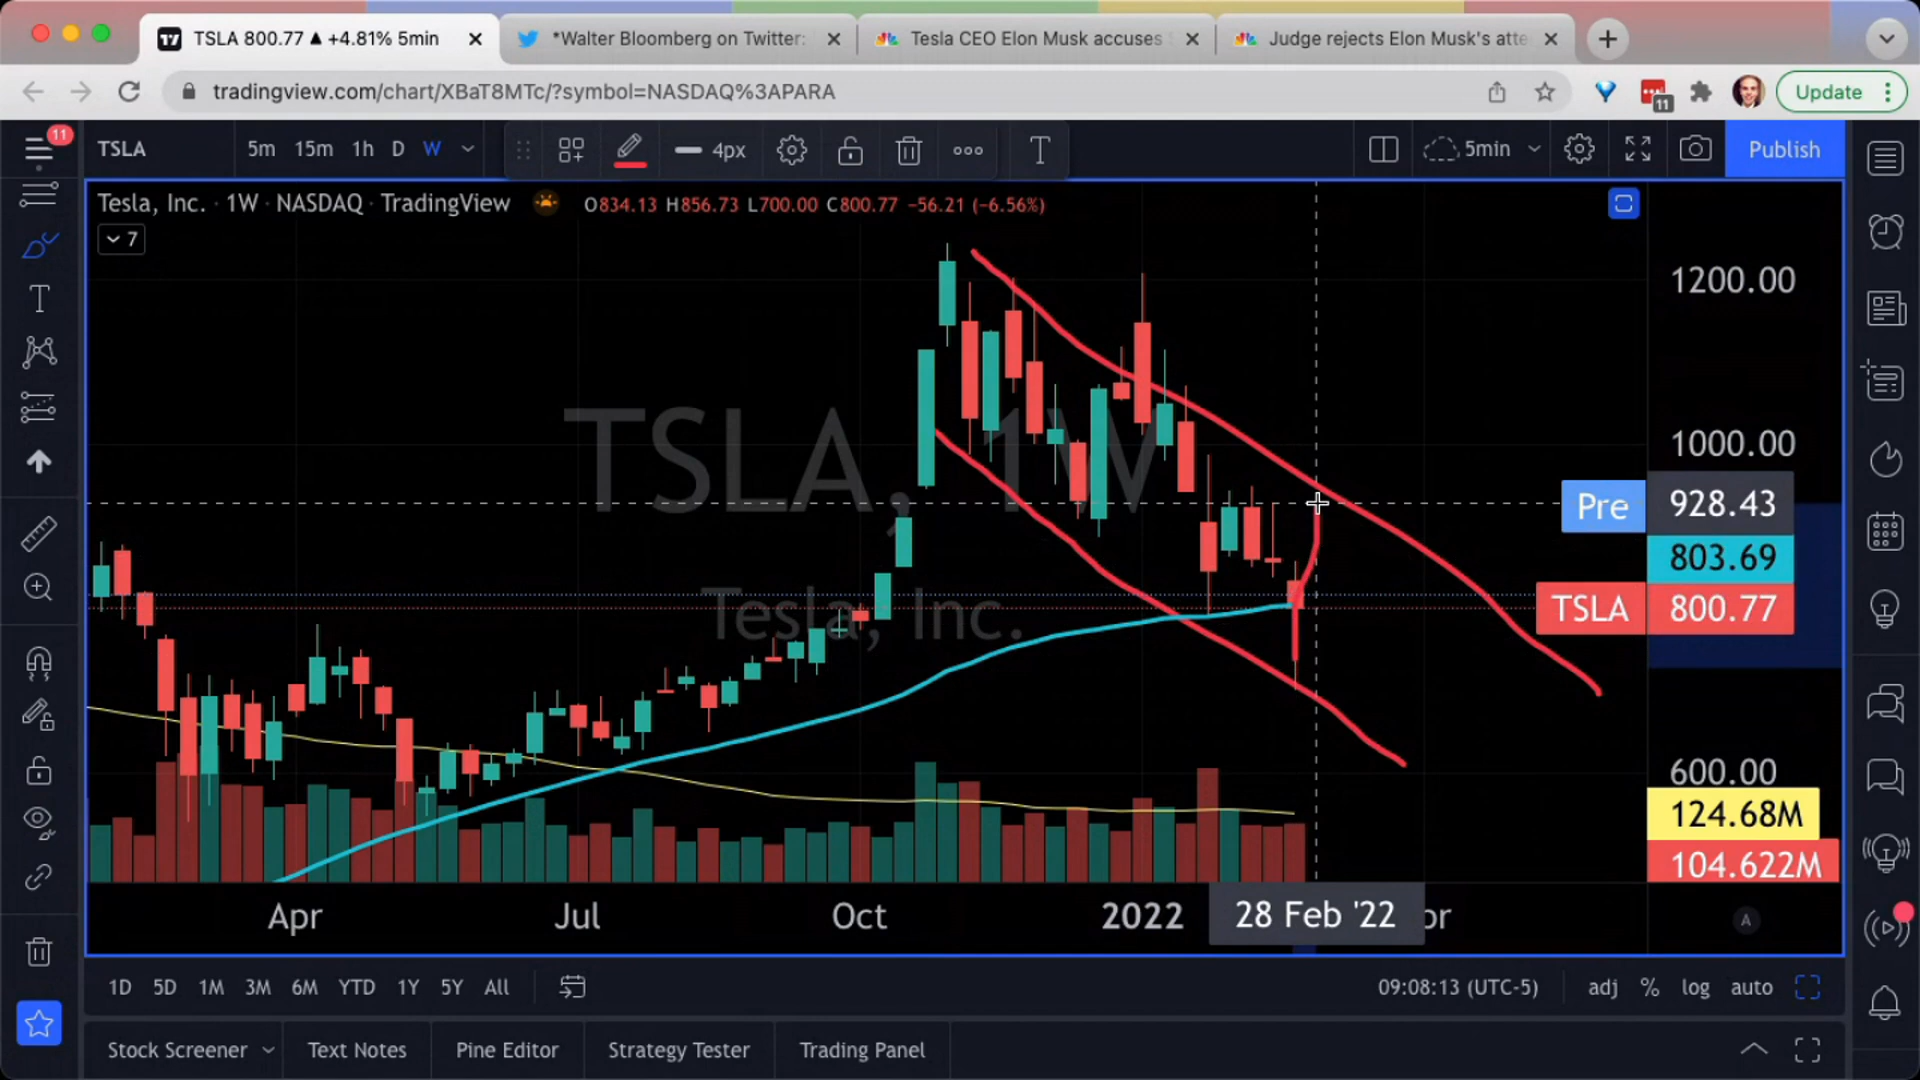 TSLA 800.77 ▲ +4.81% 5min
*Walter Bloomberg on Twitter:
Tesla CEO Elon Musk accuses
Judge rejects Elon Musk's atte
tradingview.com/chart/XBaT8MTc/?symbol=NASDAQ%3APARA
11
Update
11
TSLA
5m 15m 1h D W
4px
T
5min
Publish
Tesla, Inc. · 1W · NASDAQ · TradingView
O834.13 H856.73 L700.00 C800.77 −56.21 (−6.56%)
7
T
TSLA, 1W
Tesla, Inc.
1200.00
1000.00
Pre 928.43
803.69
TSLA 800.77
600.00
124.68M
104.622M
Apr Jul Oct 2022 28 Feb '22 pr
A
1D 5D 1M 3M 6M YTD 1Y 5Y All
09:08:13 (UTC-5)
adj % log auto
Stock Screener Text Notes Pine Editor Strategy Tester Trading Panel